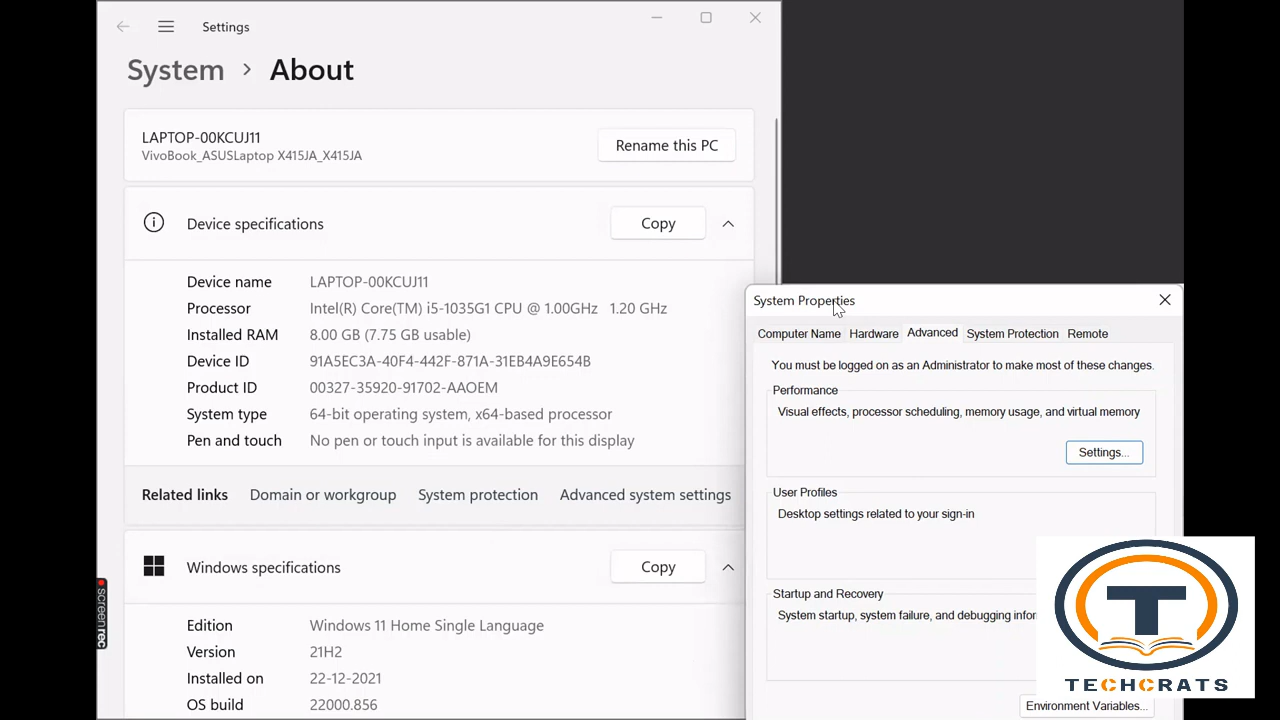 Settings
System > About
LAPTOP-00KCUJ11
VivoBook_ASUSLaptop X415JA_X415JA
Rename this PC
Device specifications
Copy
Device name LAPTOP-00KCUJ11
Processor Intel(R) Core(TM) i5-1035G1 CPU @ 1.00GHz 1.20 GHz
Installed RAM 8.00 GB (7.75 GB usable)
Device ID 91A5EC3A-40F4-442F-871A-31EB4A9E654B
Product ID 00327-35920-91702-AAOEM
System type 64-bit operating system, x64-based processor
Pen and touch No pen or touch input is available for this display
Related links Domain or workgroup System protection Advanced system settings
Windows specifications
Copy
Edition Windows 11 Home Single Language
Version 21H2
Installed on 22-12-2021
OS build 22000.856
screenrec
System Properties
Computer Name Hardware Advanced System Protection Remote
You must be logged on as an Administrator to make most of these changes.
Performance
Visual effects, processor scheduling, memory usage, and virtual memory
Settings...
User Profiles
Desktop settings related to your sign-in
Startup and Recovery
System startup, system failure, and debugging infor
Environment Variables...
T
TECHCRATS